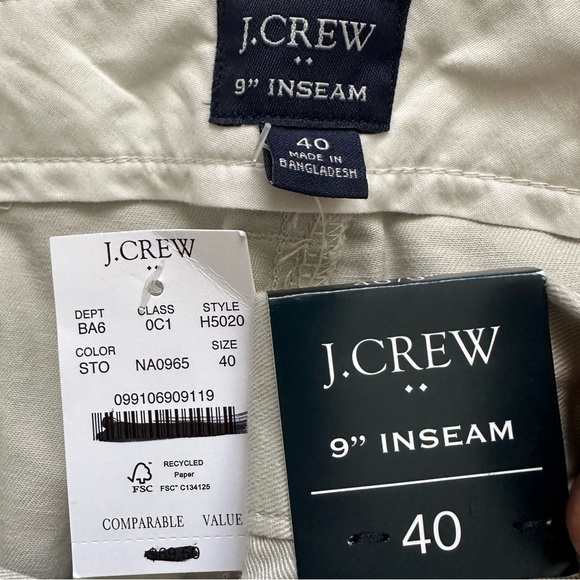 J.CREW
9” INSEAM
40
MADE IN
BANGLADESH
J.CREW
DEPT CLASS STYLE
BA6 0C1 H5020
COLOR SIZE
STO NA0965 40
099106909119
FSC
RECYCLED
Paper
FSC™ C134125
COMPARABLE VALUE
J.CREW
9” INSEAM
40